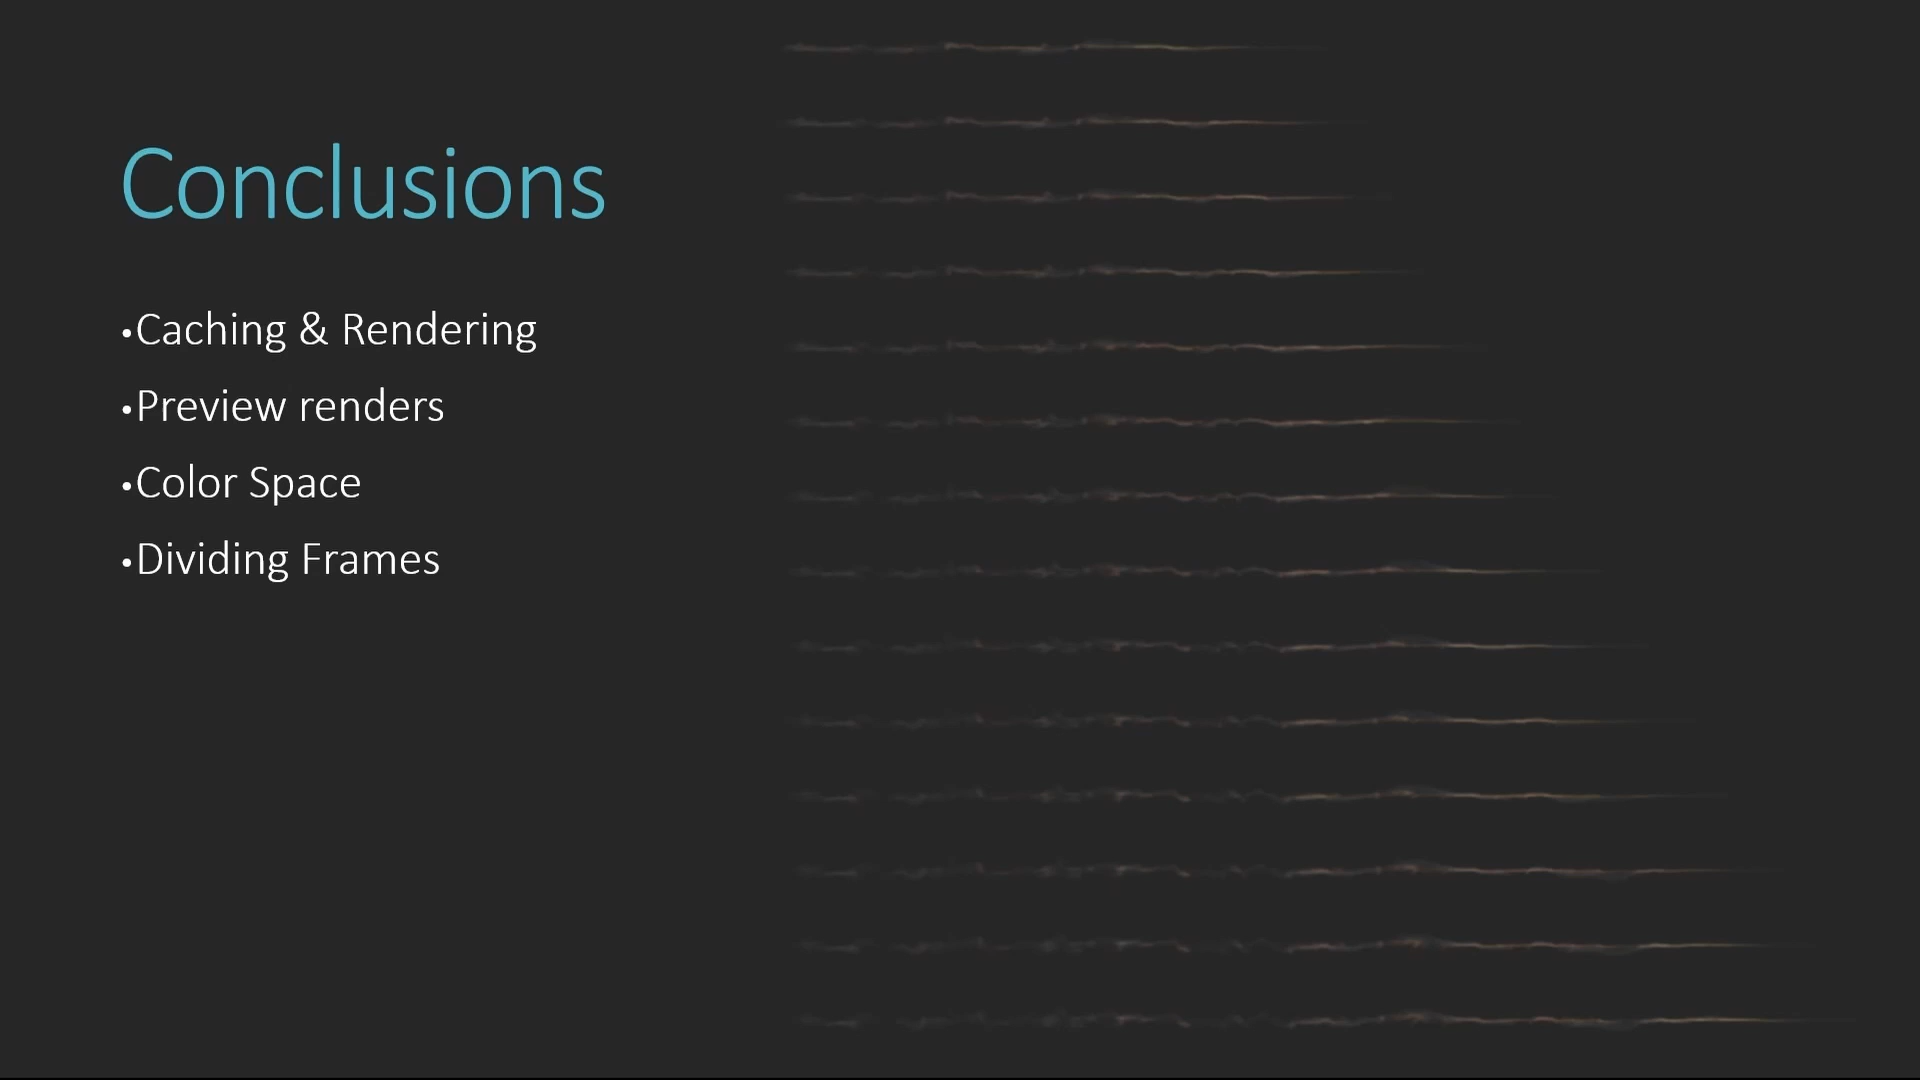 Conclusions
•Caching & Rendering
•Preview renders
•Color Space
•Dividing Frames